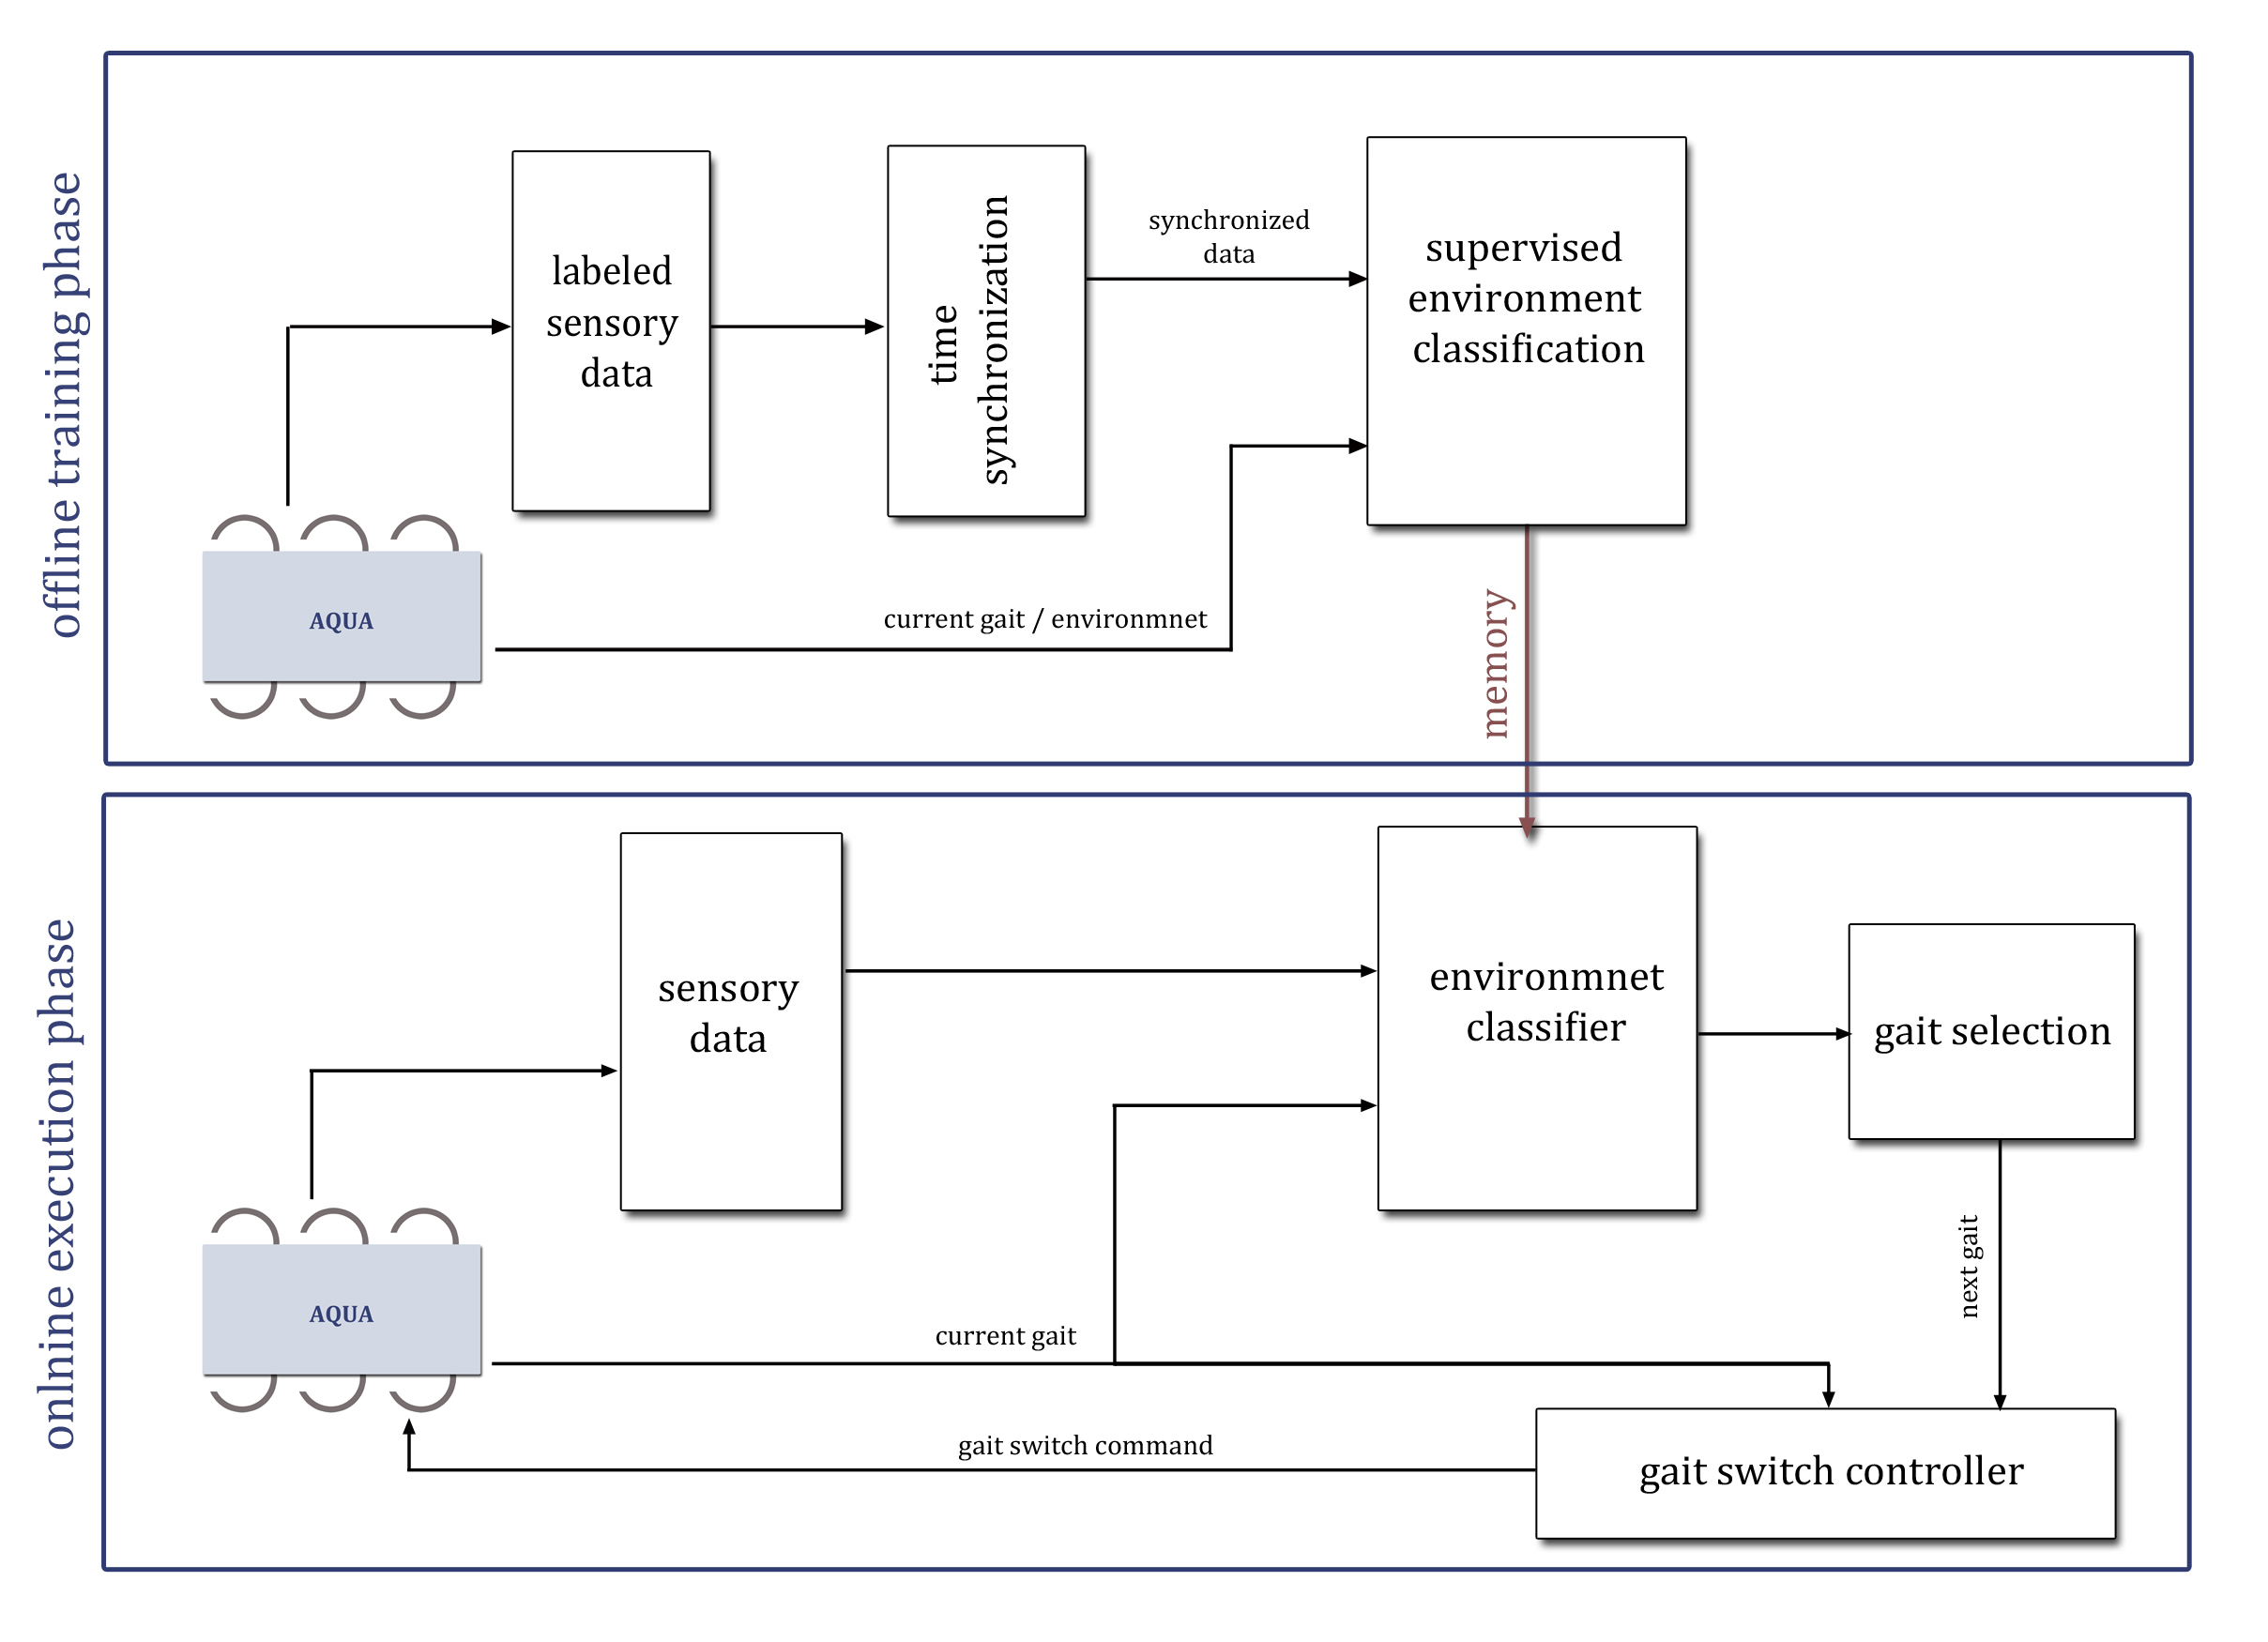 offline training phase
labeled
sensory
data
time
synchronization
synchronized
data
supervised
environment
classification
AQUA
current gait / environmnet
memory
onlnine execution phase
sensory
data
environmnet
classifier
gait selection
AQUA
current gait
next gait
gait switch command
gait switch controller